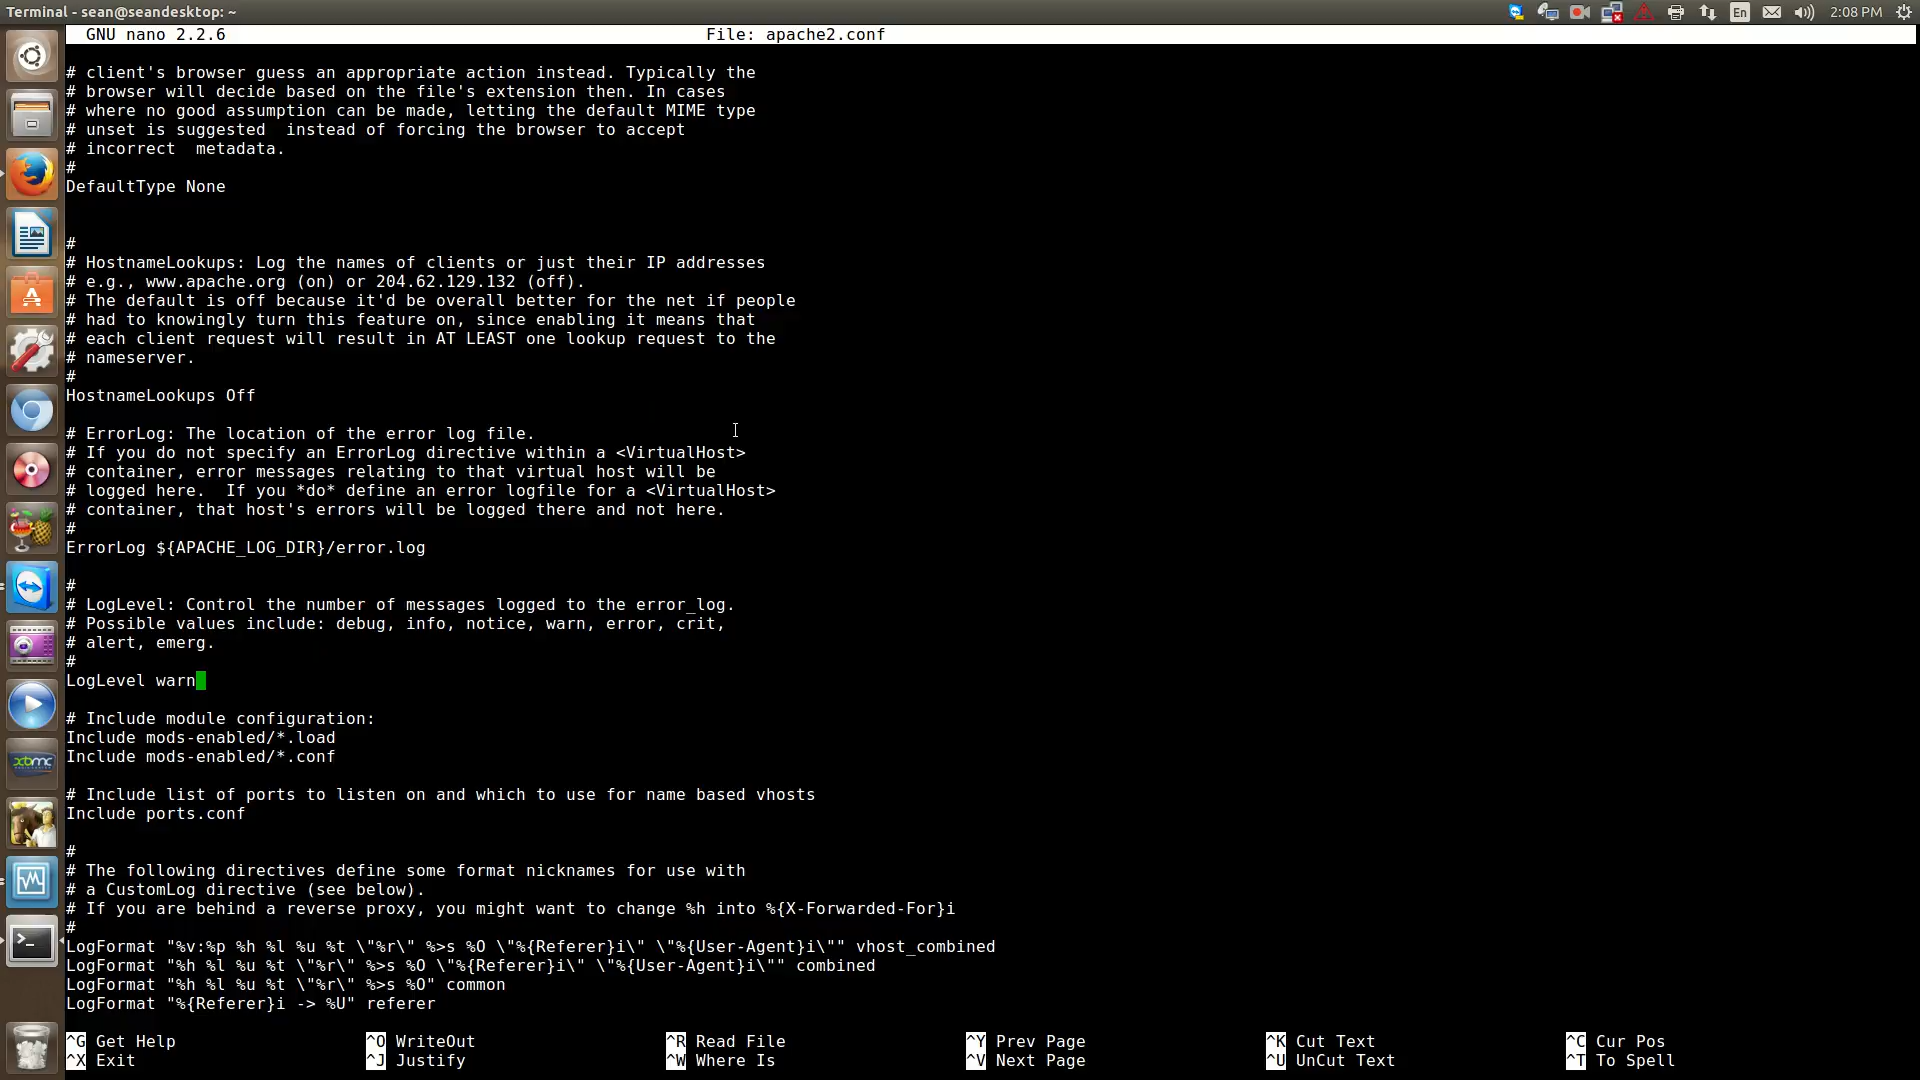 Terminal - sean@seandesktop: ~
En
2:08 PM
GNU nano 2.2.6 File: apache2.conf
# client's browser guess an appropriate action instead. Typically the
# browser will decide based on the file's extension then. In cases
# where no good assumption can be made, letting the default MIME type
# unset is suggested  instead of forcing the browser to accept
# incorrect  metadata.
#
DefaultType None
#
# HostnameLookups: Log the names of clients or just their IP addresses
# e.g., www.apache.org (on) or 204.62.129.132 (off).
# The default is off because it'd be overall better for the net if people
# had to knowingly turn this feature on, since enabling it means that
# each client request will result in AT LEAST one lookup request to the
# nameserver.
#
HostnameLookups Off
# ErrorLog: The location of the error log file.
# If you do not specify an ErrorLog directive within a <VirtualHost>
# container, error messages relating to that virtual host will be
# logged here.  If you *do* define an error logfile for a <VirtualHost>
# container, that host's errors will be logged there and not here.
#
ErrorLog ${APACHE_LOG_DIR}/error.log
#
# LogLevel: Control the number of messages logged to the error_log.
# Possible values include: debug, info, notice, warn, error, crit,
# alert, emerg.
#
LogLevel warn
# Include module configuration:
Include mods-enabled/*.load
Include mods-enabled/*.conf
# Include list of ports to listen on and which to use for name based vhosts
Include ports.conf
#
# The following directives define some format nicknames for use with
# a CustomLog directive (see below).
# If you are behind a reverse proxy, you might want to change %h into %{X-Forwarded-For}i
#
LogFormat "%v:%p %h %l %u %t \"%r\" %>s %O \"%{Referer}i\" \"%{User-Agent}i\"" vhost_combined
LogFormat "%h %l %u %t \"%r\" %>s %O \"%{Referer}i\" \"%{User-Agent}i\"" combined
LogFormat "%h %l %u %t \"%r\" %>s %O" common
LogFormat "%{Referer}i -> %U" referer
^G Get Help ^O WriteOut ^R Read File ^Y Prev Page ^K Cut Text ^C Cur Pos
^X Exit ^J Justify ^W Where Is ^V Next Page ^U UnCut Text ^T To Spell
xbmc